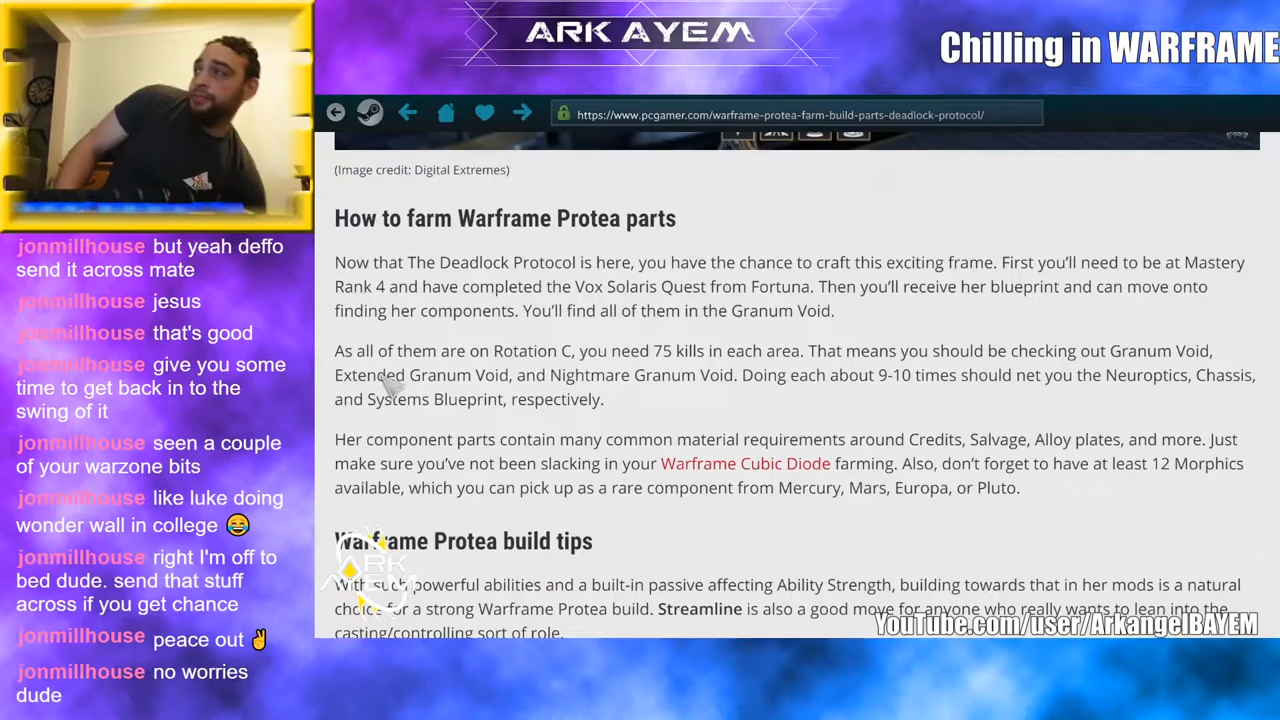 ARK AYEM
Chilling in WARFRAME
https://www.pcgamer.com/warframe-protea-farm-build-parts-deadlock-protocol/
(Image credit: Digital Extremes)
How to farm Warframe Protea parts
Now that The Deadlock Protocol is here, you have the chance to craft this exciting frame. First you'll need to be at Mastery
Rank 4 and have completed the Vox Solaris Quest from Fortuna. Then you'll receive her blueprint and can move onto
finding her components. You'll find all of them in the Granum Void.
As all of them are on Rotation C, you need 75 kills in each area. That means you should be checking out Granum Void,
Extended Granum Void, and Nightmare Granum Void. Doing each about 9-10 times should net you the Neuroptics, Chassis,
and Systems Blueprint, respectively.
Her component parts contain many common material requirements around Credits, Salvage, Alloy plates, and more. Just
make sure you've not been slacking in your Warframe Cubic Diode farming. Also, don't forget to have at least 12 Morphics
available, which you can pick up as a rare component from Mercury, Mars, Europa, or Pluto.
Warframe Protea build tips
With such powerful abilities and a built-in passive affecting Ability Strength, building towards that in her mods is a natural
choice for a strong Warframe Protea build. Streamline is also a good move for anyone who really wants to lean into the
casting/controlling sort of role.
ARK
AYEM
YouTube.com/user/ArkangelBAYEM
jonmillhouse but yeah deffo
send it across mate
jonmillhouse jesus
jonmillhouse that's good
jonmillhouse give you some
time to get back in to the
swing of it
jonmillhouse seen a couple
of your warzone bits
jonmillhouse like luke doing
wonder wall in college 😂
jonmillhouse right I'm off to
bed dude. send that stuff
across if you get chance
jonmillhouse peace out ✌
jonmillhouse no worries
dude